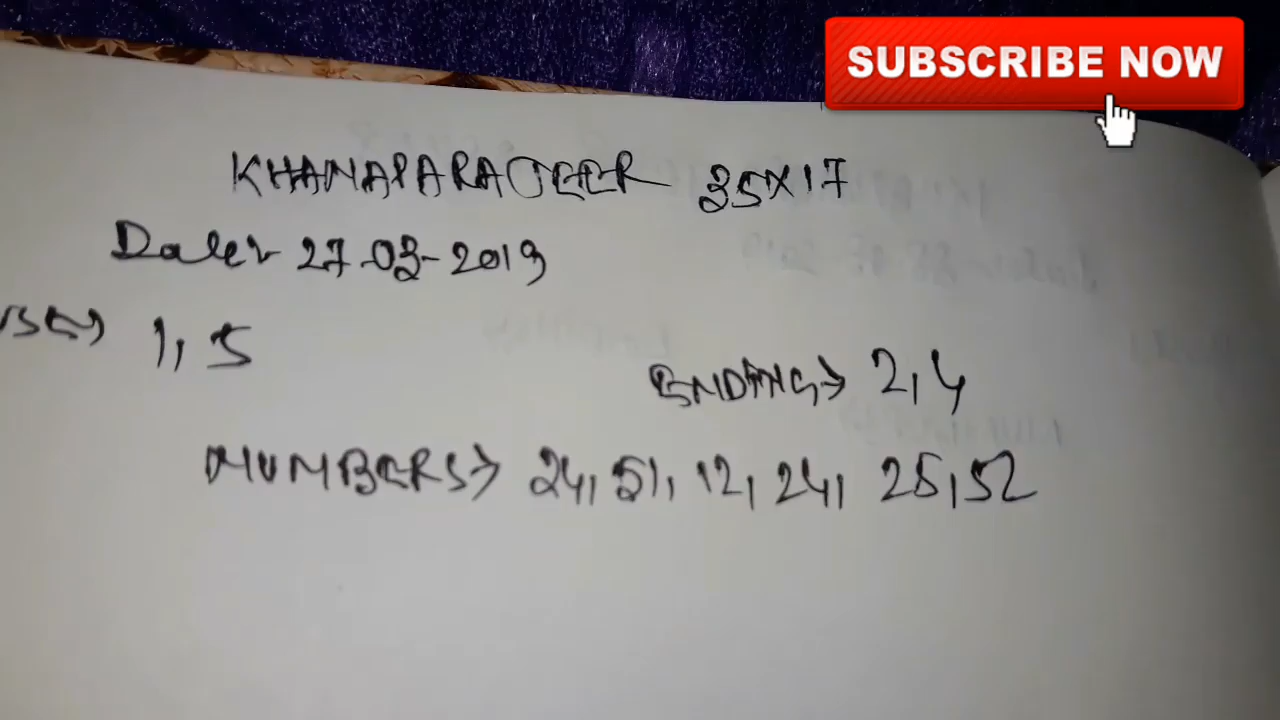 SUBSCRIBE NOW
KHANAPARA TEER 35X17
Date:- 27-03-2019
1, 5
ENDING→ 2, 4
NUMBERS→ 24, 51, 12, 24, 25, 52